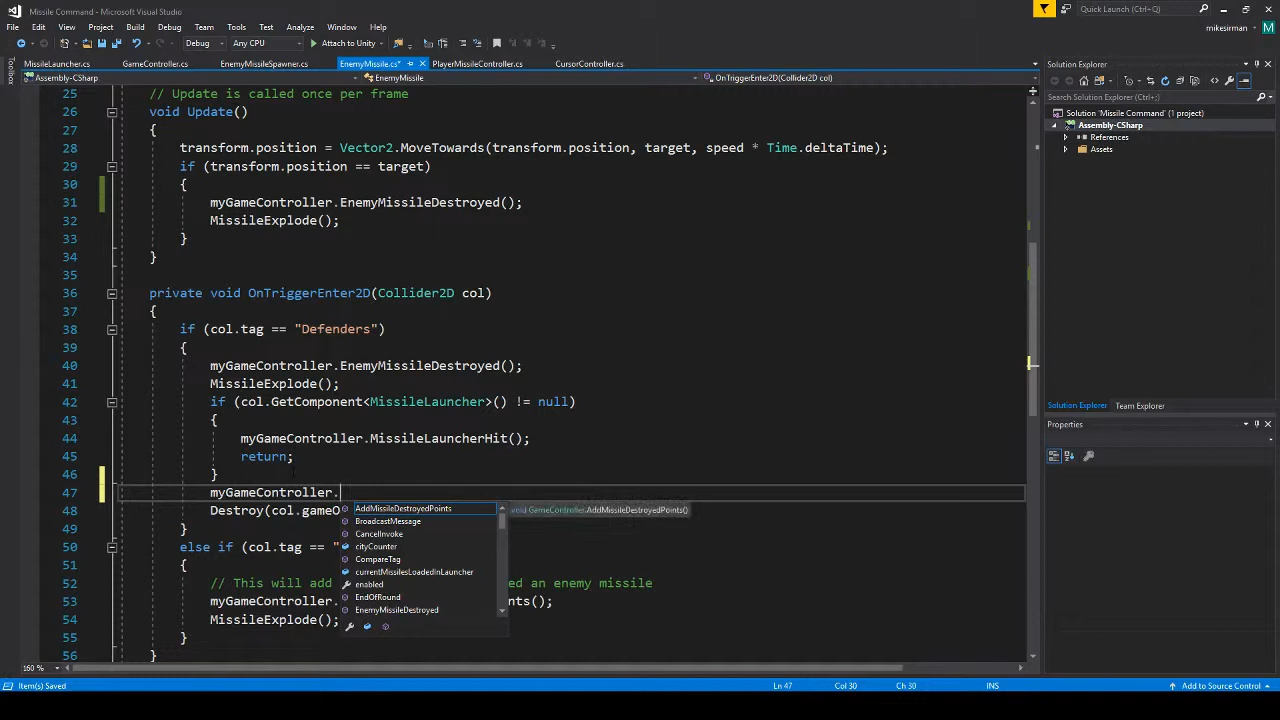 Missile Command - Microsoft Visual Studio
Quick Launch (Ctrl+Q)
File Edit View Project Build Debug Team Tools Test Analyze Window Help
mikesirman M
Debug Any CPU Attach to Unity
Toolbox
MissileLauncher.cs GameController.cs EnemyMissileSpawner.cs EnemyMissile.cs* PlayerMissileController.cs CursorController.cs
Assembly-CSharp EnemyMissile OnTriggerEnter2D(Collider2D col)
25 // Update is called once per frame
26 void Update()
27 {
28 transform.position = Vector2.MoveTowards(transform.position, target, speed * Time.deltaTime);
29 if (transform.position == target)
30 {
31 myGameController.EnemyMissileDestroyed();
32 MissileExplode();
33 }
34 }
35
36 private void OnTriggerEnter2D(Collider2D col)
37 {
38 if (col.tag == "Defenders")
39 {
40 myGameController.EnemyMissileDestroyed();
41 MissileExplode();
42 if (col.GetComponent<MissileLauncher>() != null)
43 {
44 myGameController.MissileLauncherHit();
45 return;
46 }
47 myGameController.
48 Destroy(col.gameO
49 }
50 else if (col.tag == "
51 {
52 // This will add ed an enemy missile
53 myGameController. nts();
54 MissileExplode();
55 }
56 }
AddMissileDestroyedPoints
BroadcastMessage
CancelInvoke
cityCounter
CompareTag
currentMissilesLoadedInLauncher
enabled
EndOfRound
EnemyMissileDestroyed
void GameController.AddMissileDestroyedPoints()
160 %
Solution Explorer
Search Solution Explorer (Ctrl+;)
Solution 'Missile Command' (1 project)
Assembly-CSharp
References
Assets
Solution Explorer Team Explorer
Properties
Item(s) Saved Ln 47 Col 30 Ch 30 INS Add to Source Control